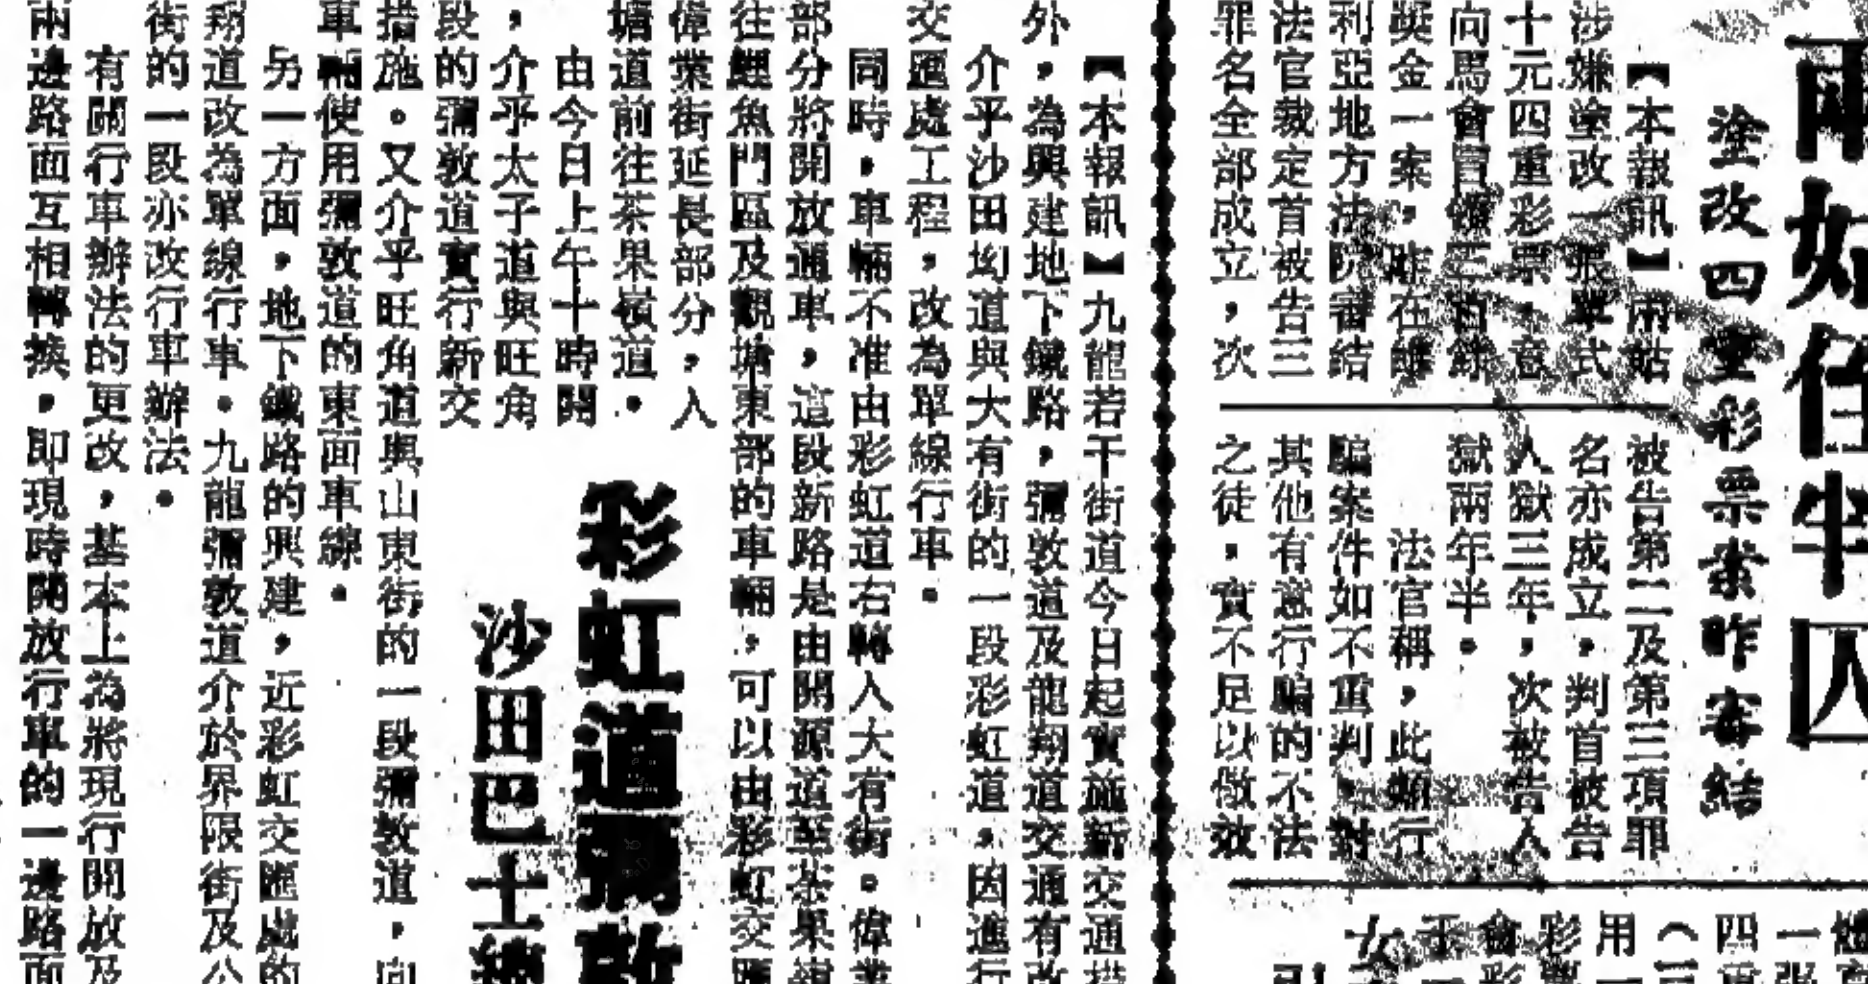 塗改四重彩票案昨審結
【本報訊】兩姑
涉嫌塗改一張單式
十元四重彩票,意
向馬會冒領三百餘
獎金一案,昨在維
利亞地方法院審結
法官裁定首被告三
罪名全部成立,次
被告第二及第三項罪
名亦成立,判首被告
入獄三年,次被告入
獄兩年半。
法官稱,此類行
騙案件如不重判,對
其他有意行騙的不法
之徒,實不足以儆效
彩虹道彌敦
沙田巴士總
【本報訊】九龍若干街道今日起實施新交通措
外,為興建地下鐵路,彌敦道及龍翔道交通有改
介乎沙田坳道與大有街的一段彩虹道,因進行
交匯處工程,改為單線行車。
同時,車輛不准由彩虹道右轉入大有街。偉業
部分將開放通車,這段新路是由開源道至茶果嶺
往鯉魚門區及觀塘東部的車輛,可以由彩虹交匯
偉業街延長部分,入
塘道前往茶果嶺道。
由今日上午十時開
,介乎太子道與旺角
段的彌敦道實行新交
措施。又介乎旺角道與山東街的一段彌敦道,向
車輛使用彌敦道的東面車線。
另一方面,地下鐵路的興建,近彩虹交匯處的
翔道改為單線行車。九龍彌敦道介於界限街及公
街的一段亦改行車辦法。
有關行車辦法的更改,基本上為將現行開放及
兩邊路面互相轉換,即現時開放行車的一邊路面